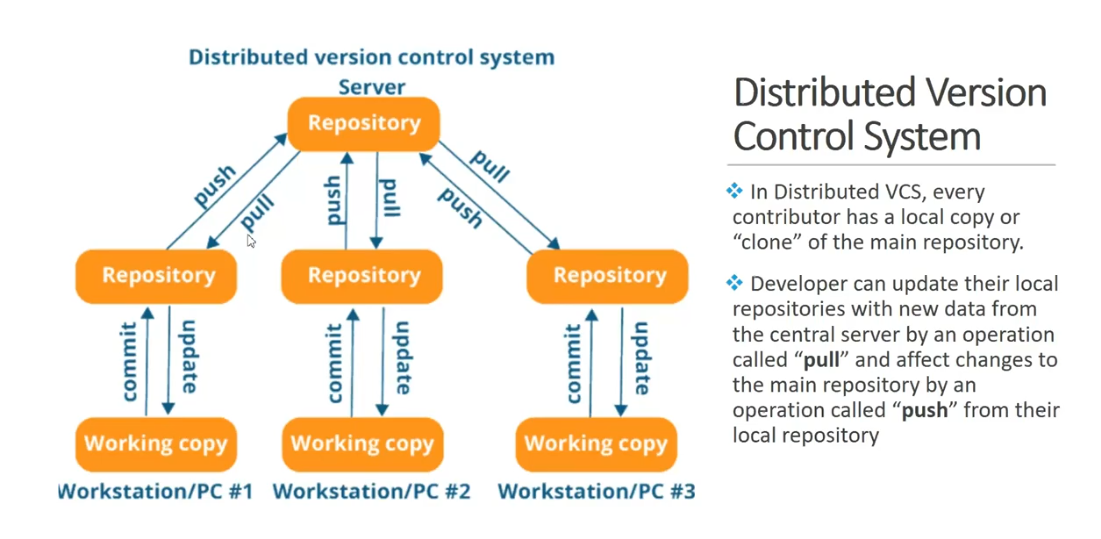 Distributed version control system
Server
Repository
push
pull
push
pull
pull
push
Repository
Repository
Repository
commit
update
commit
update
commit
update
Working copy
Working copy
Working copy
Workstation/PC #1
Workstation/PC #2
Workstation/PC #3
Distributed Version
Control System
❖ In Distributed VCS, every
contributor has a local copy or
“clone” of the main repository.
❖ Developer can update their local
repositories with new data from
the central server by an operation
called “pull” and affect changes to
the main repository by an
operation called “push” from their
local repository